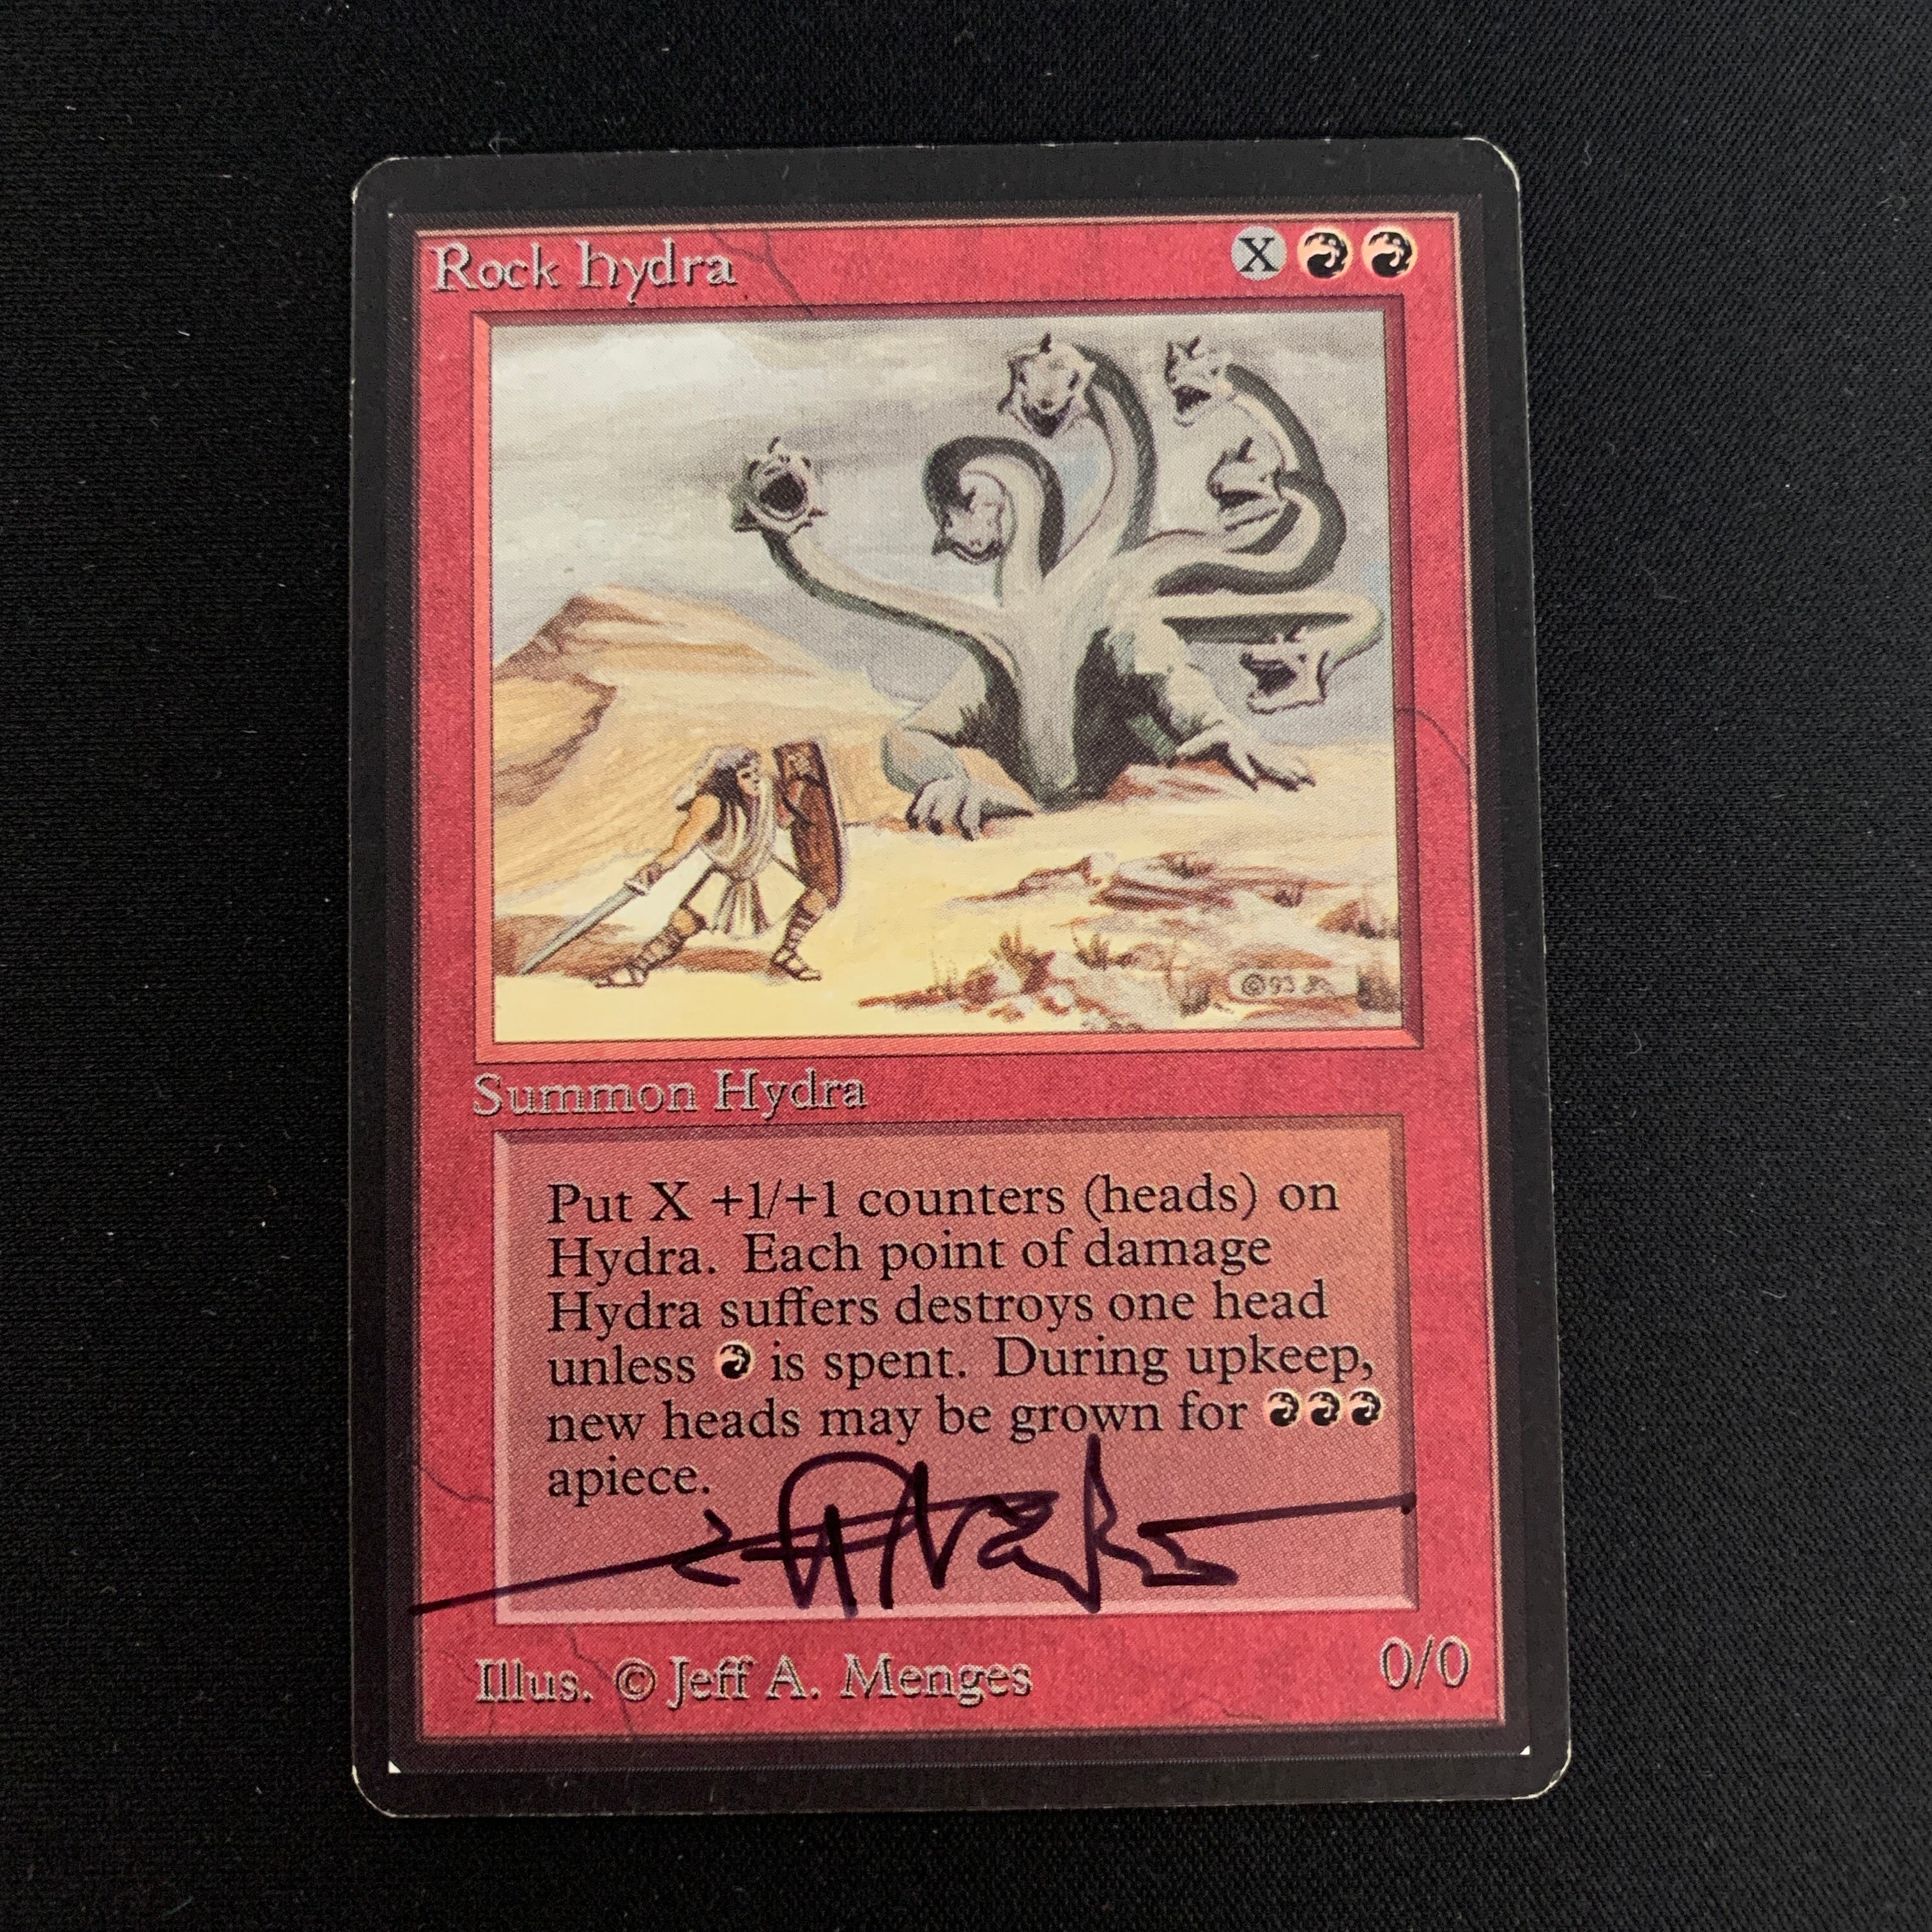 Rock Hydra
X
©93
Summon Hydra
Put X +1/+1 counters (heads) on
Hydra. Each point of damage
Hydra suffers destroys one head
unless is spent. During upkeep,
new heads may be grown for
apiece.
Illus. © Jeff A. Menges
0/0